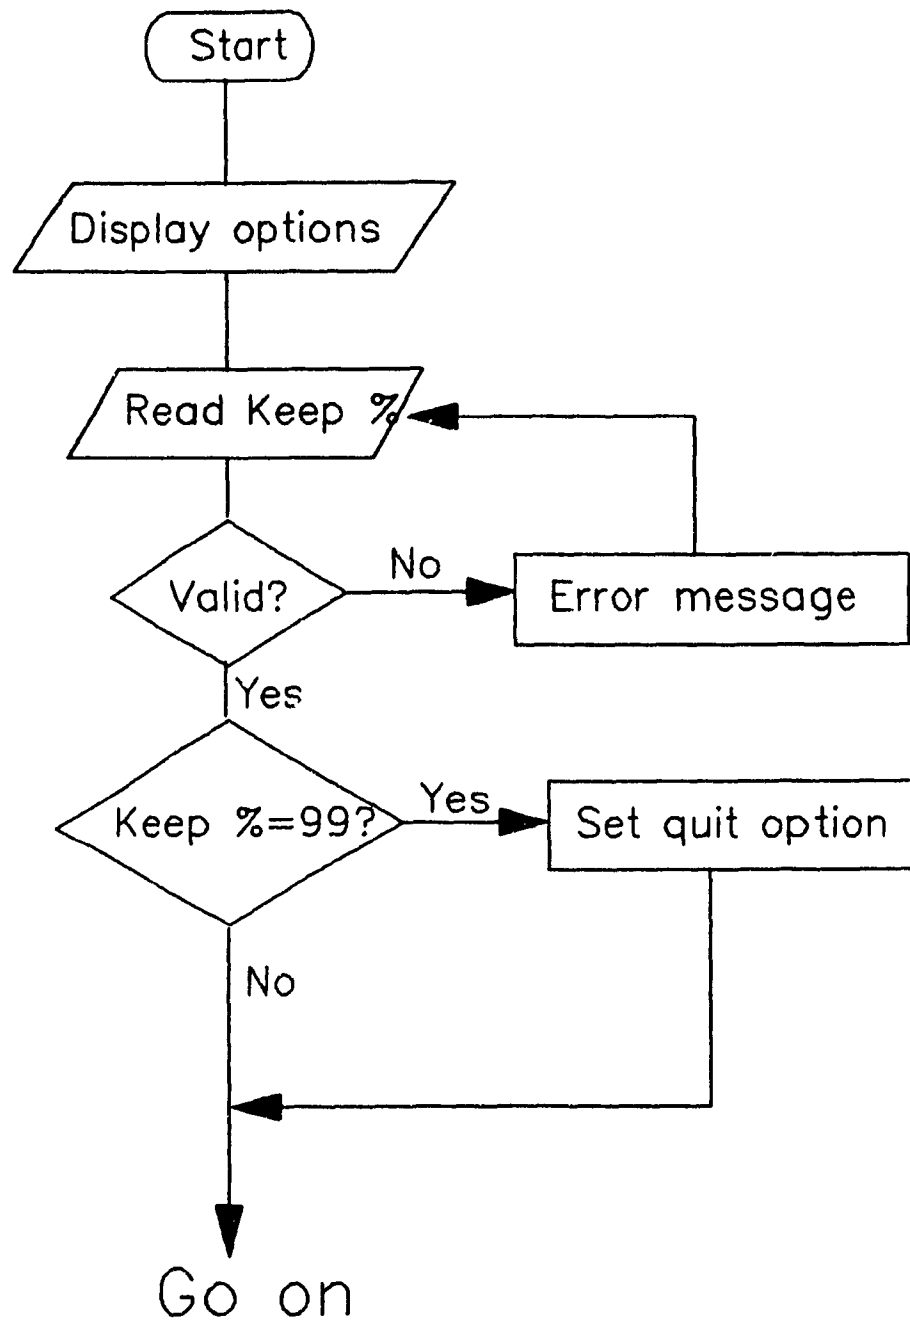 Start
Display options
Read Keep %
No
Valid?
Error message
Yes
Yes
Keep %=99?
Set quit option
No
Go on